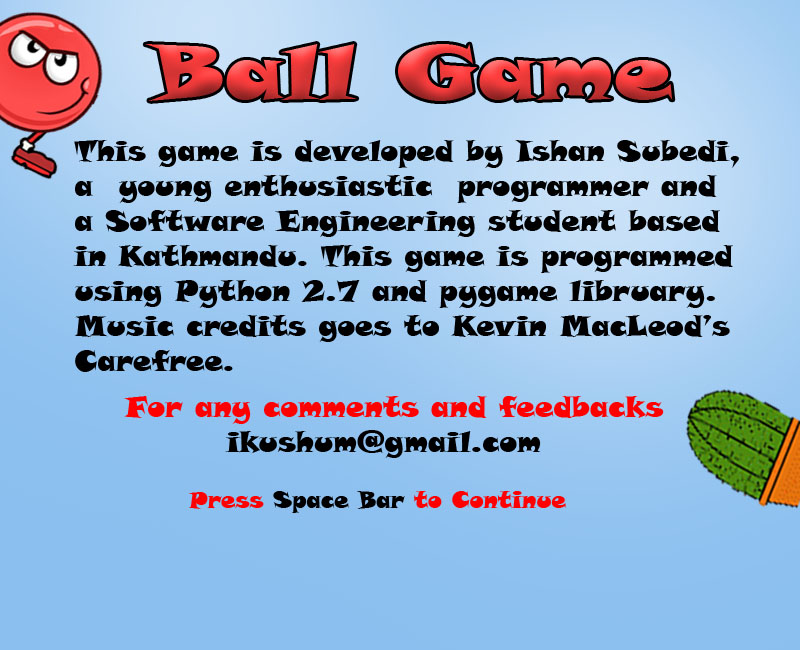 Ball Game
This game is developed by Ishan Subedi,
a young enthusiastic programmer and
a Software Engineering student based
in Kathmandu. This game is programmed
using Python 2.7 and pygame libruary.
Music credits goes to Kevin MacLeod's
Carefree.
For any comments and feedbacks
ikushum@gmail.com
Press Space Bar to Continue